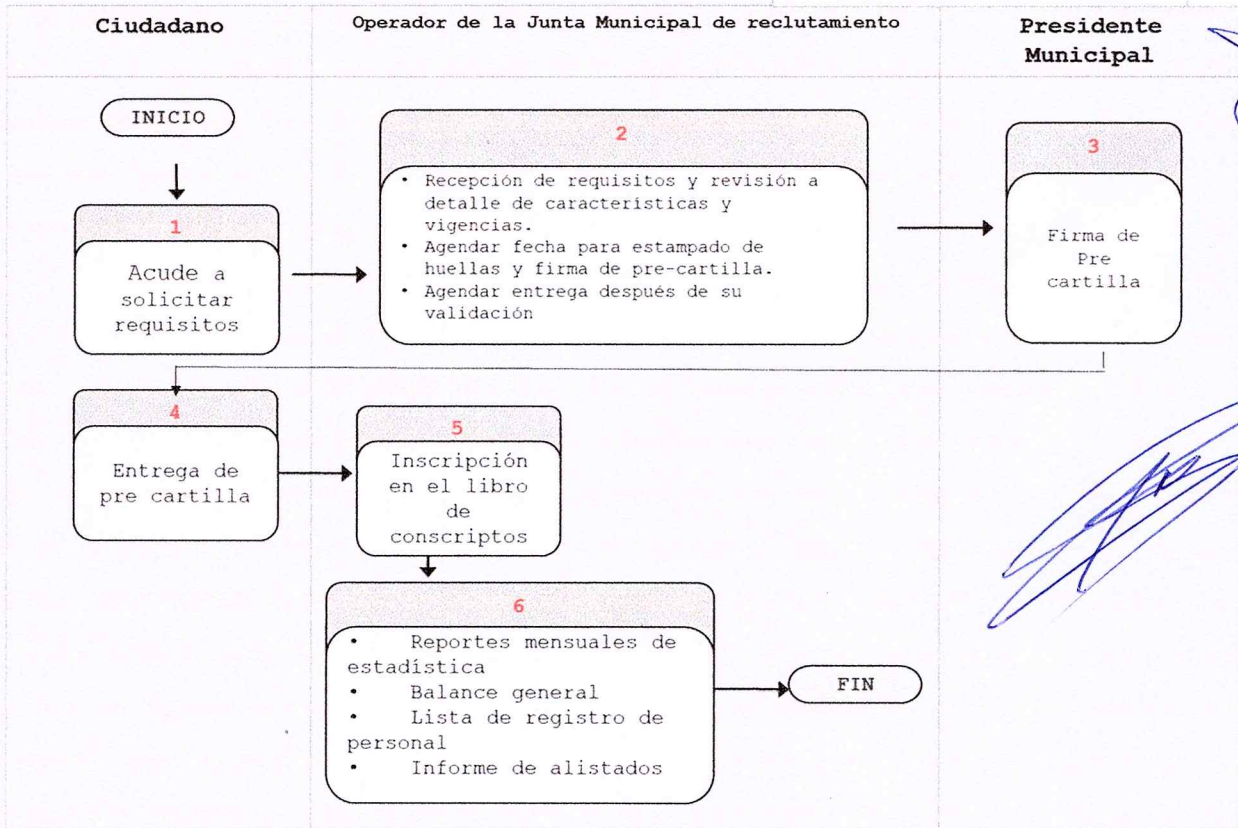 Ciudadano
Operador de la Junta Municipal de reclutamiento
Presidente
Municipal
INICIO
1
Acude a
solicitar
requisitos
2
• Recepción de requisitos y revisión a
detalle de características y
vigencias.
• Agendar fecha para estampado de
huellas y firma de pre-cartilla.
• Agendar entrega después de su
validación
3
Firma de
Pre
cartilla
4
Entrega de
pre cartilla
5
Inscripción
en el libro
de
conscriptos
6
• Reportes mensuales de
estadística
• Balance general
• Lista de registro de
personal
• Informe de alistados
FIN